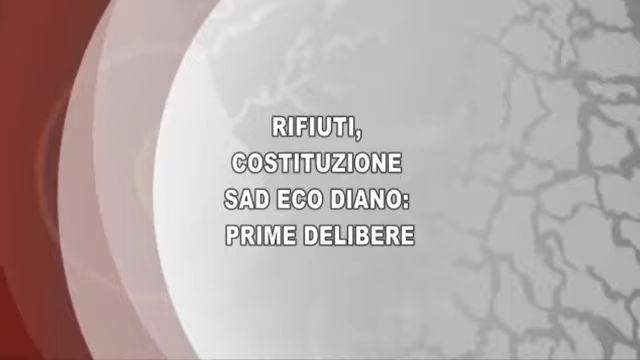 RIFIUTI,
COSTITUZIONE
SAD ECO DIANO:
PRIME DELIBERE